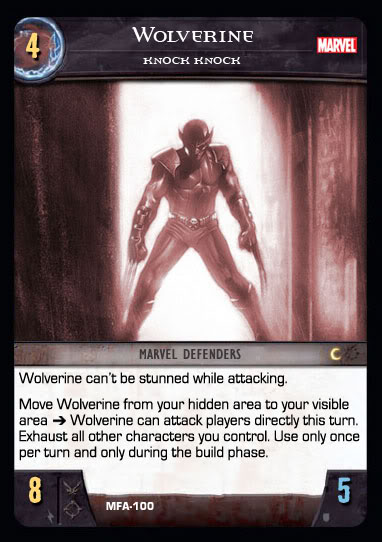 4
Wolverine
KNOCK KNOCK
MARVEL
MARVEL DEFENDERS
Wolverine can't be stunned while attacking.
Move Wolverine from your hidden area to your visible
area ➔ Wolverine can attack players directly this turn.
Exhaust all other characters you control. Use only once
per turn and only during the build phase.
8
MFA-100
5